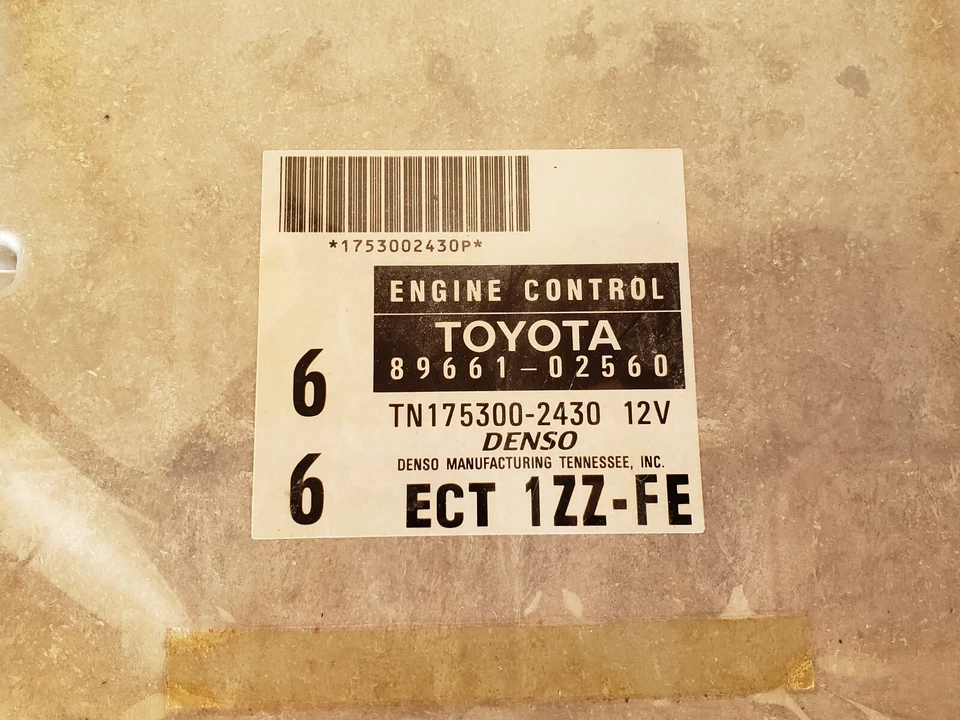 *1753002430P*
ENGINE CONTROL
TOYOTA
89661-02560
6
TN175300-2430 12V
DENSO
DENSO MANUFACTURING TENNESSEE, INC.
6
ECT 1ZZ-FE